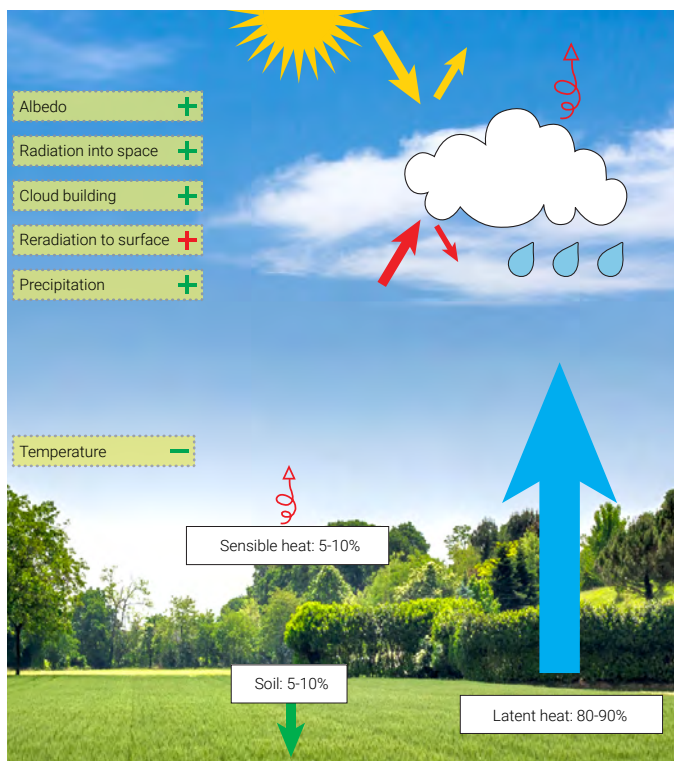 Albedo +
Radiation into space +
Cloud building +
Reradiation to surface +
Precipitation +
Temperature −
Sensible heat: 5-10%
Soil: 5-10%
Latent heat: 80-90%